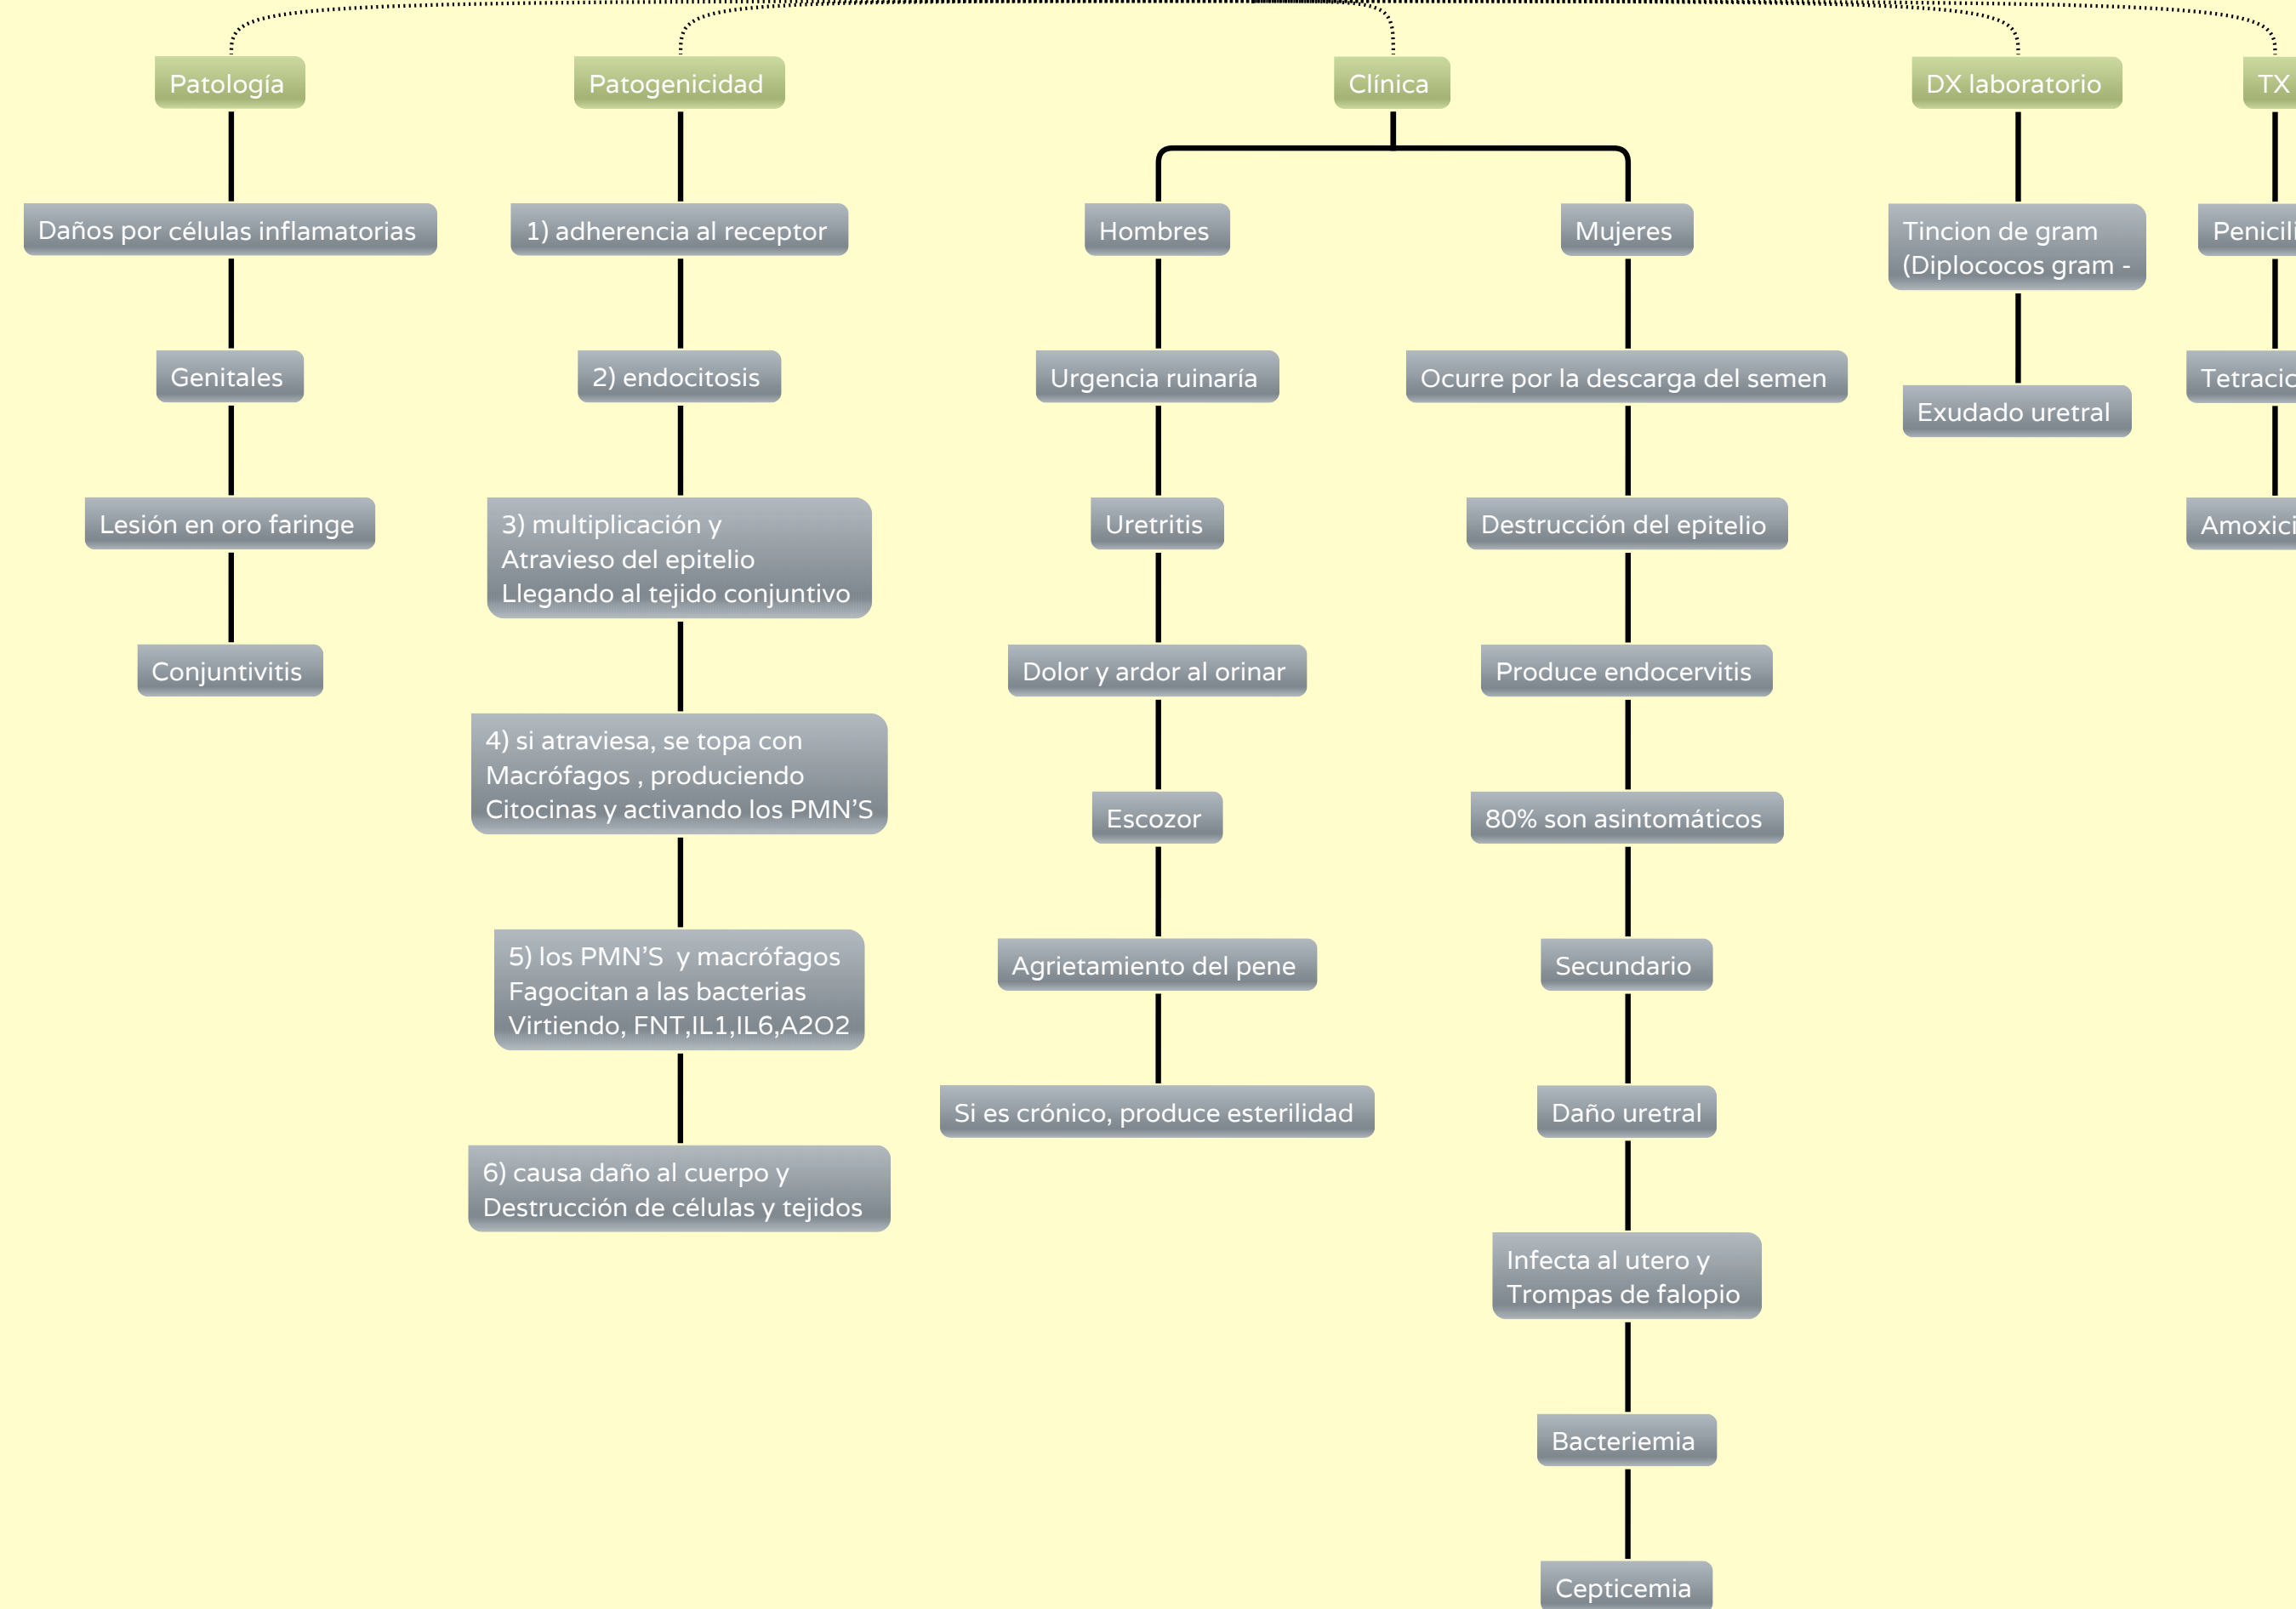 Patología
Daños por células inflamatorias
Genitales
Lesión en oro faringe
Conjuntivitis
Patogenicidad
1) adherencia al receptor
2) endocitosis
3) multiplicación y
Atravieso del epitelio
Llegando al tejido conjuntivo
4) si atraviesa, se topa con
Macrófagos , produciendo
Citocinas y activando los PMN'S
5) los PMN'S  y macrófagos
Fagocitan a las bacterias
Virtiendo, FNT,IL1,IL6,A2O2
6) causa daño al cuerpo y
Destrucción de células y tejidos
Clínica
Hombres
Urgencia ruinaría
Uretritis
Dolor y ardor al orinar
Escozor
Agrietamiento del pene
Si es crónico, produce esterilidad
Mujeres
Ocurre por la descarga del semen
Destrucción del epitelio
Produce endocervitis
80% son asintomáticos
Secundario
Daño uretral
Infecta al utero y
Trompas de falopio
Bacteriemia
Cepticemia
DX laboratorio
Tincion de gram
(Diplococos gram -
Exudado uretral
TX